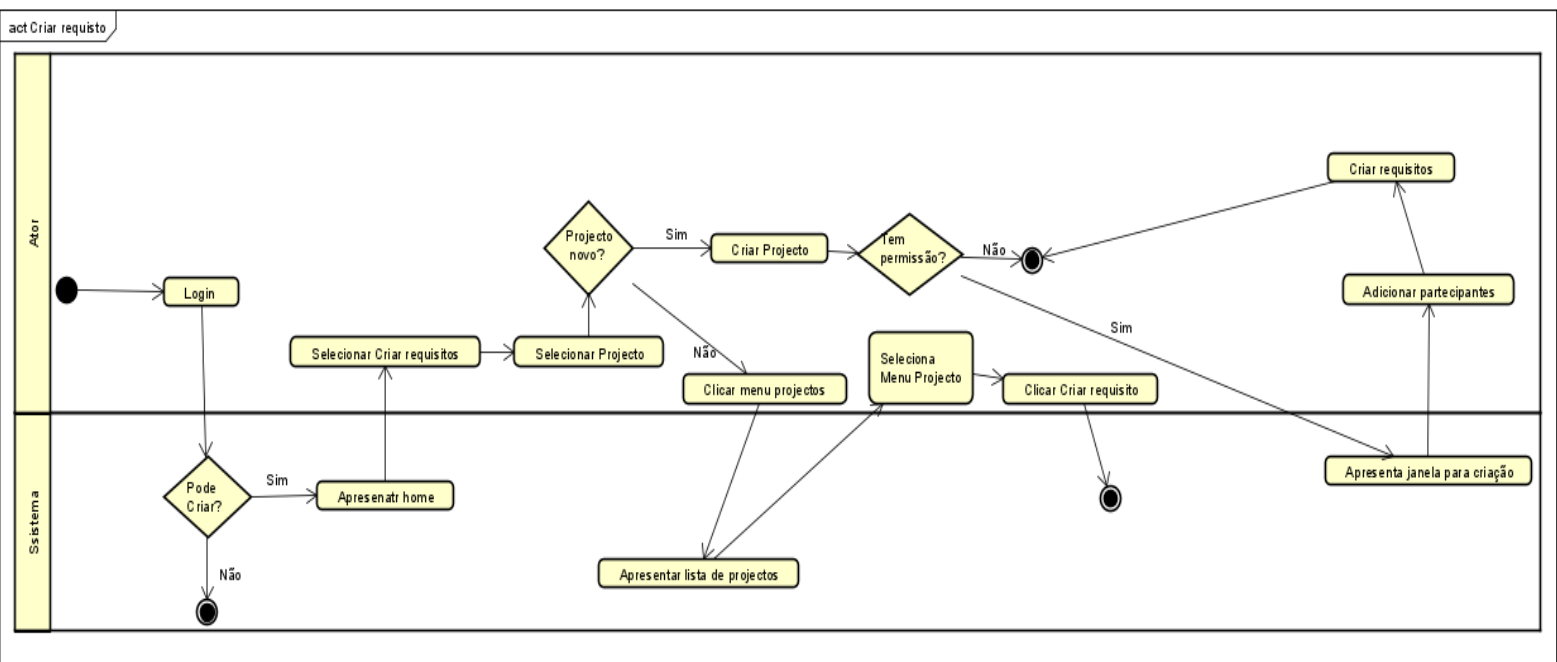 act Criar requisto
Ator
Login
Selecionar Criar requisitos
Selecionar Projecto
Projecto
novo?
Sim
Não
Criar Projecto
Tem
permissão?
Não
Sim
Clicar menu projectos
Seleciona
Menu Projecto
Clicar Criar requisito
Criar requisitos
Adicionar partecipantes
Ssistema
Pode
Criar?
Sim
Não
Apresenatr home
Apresentar lista de projectos
Apresenta janela para criação